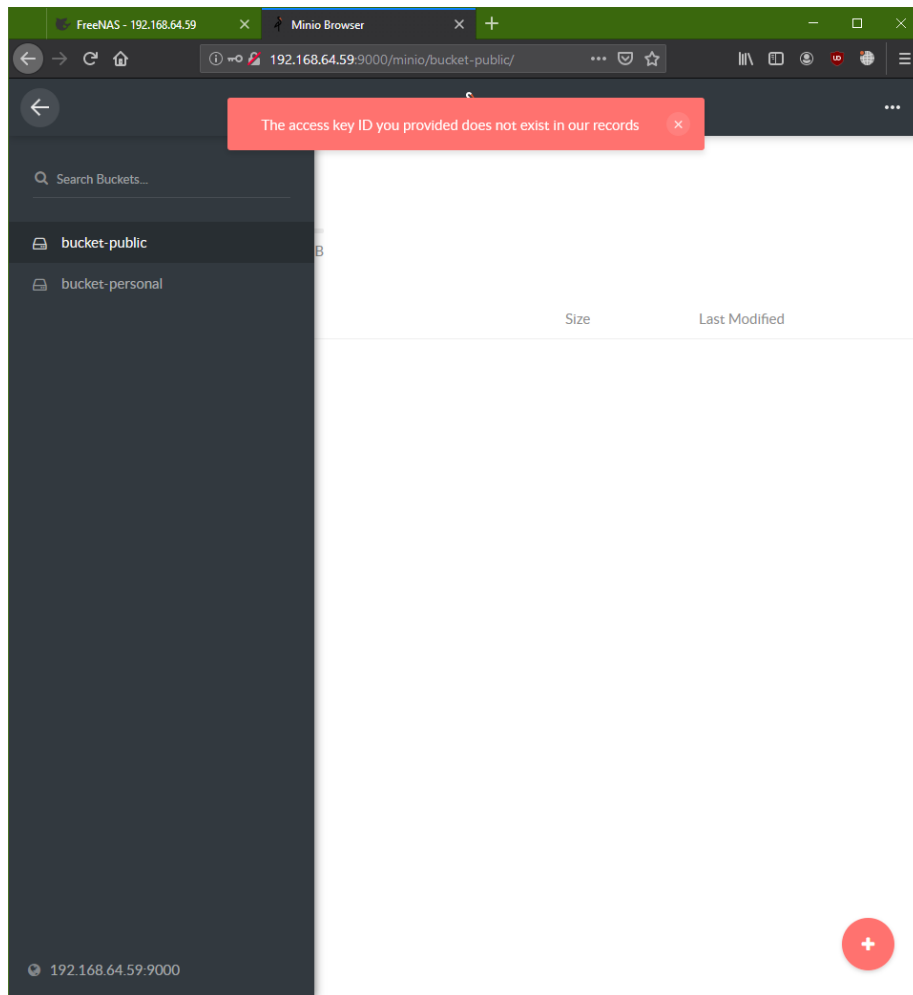 FreeNAS - 192.168.64.59
Minio Browser
192.168.64.59:9000/minio/bucket-public/
The access key ID you provided does not exist in our records
Search Buckets...
bucket-public
B
bucket-personal
Size Last Modified
192.168.64.59:9000